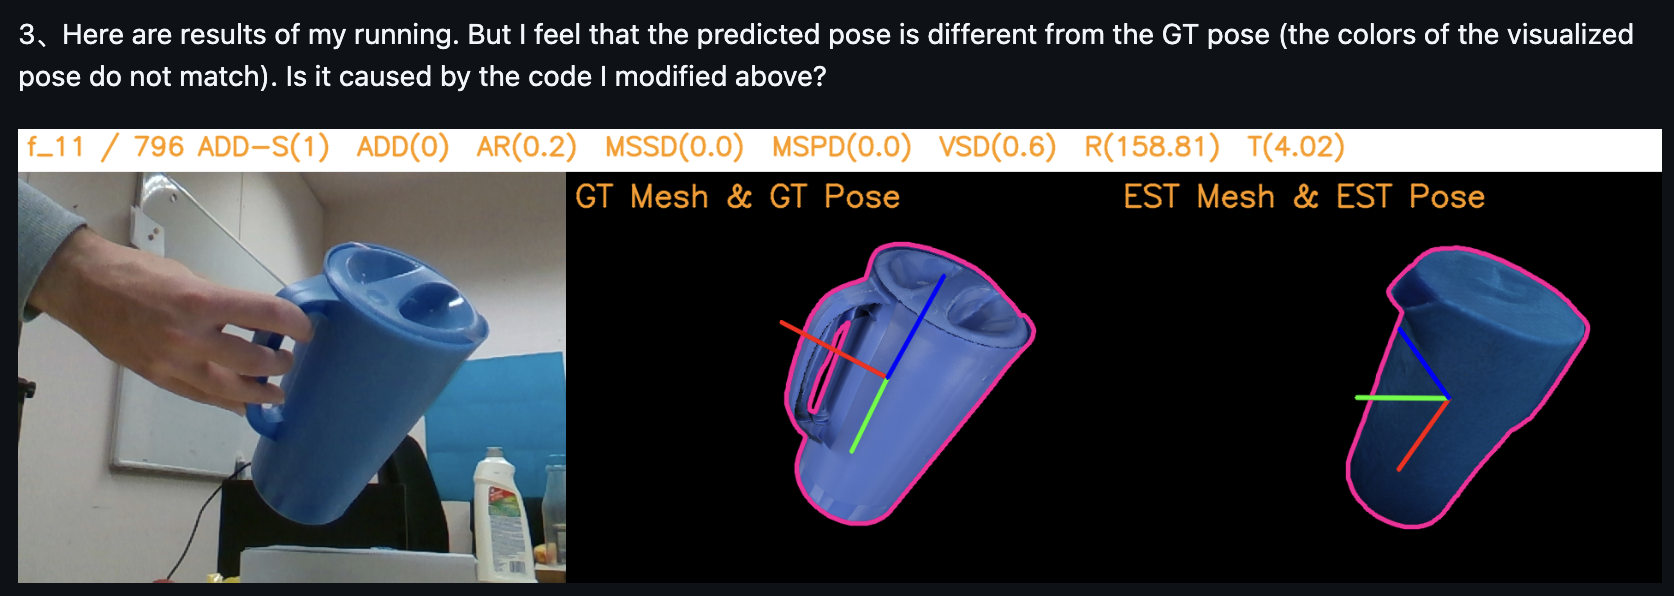 3、Here are results of my running. But I feel that the predicted pose is different from the GT pose (the colors of the visualized
pose do not match). Is it caused by the code I modified above?
f_11 / 796 ADD-S(1) ADD(0) AR(0.2) MSSD(0.0) MSPD(0.0) VSD(0.6) R(158.81) T(4.02)
GT Mesh & GT Pose
EST Mesh & EST Pose